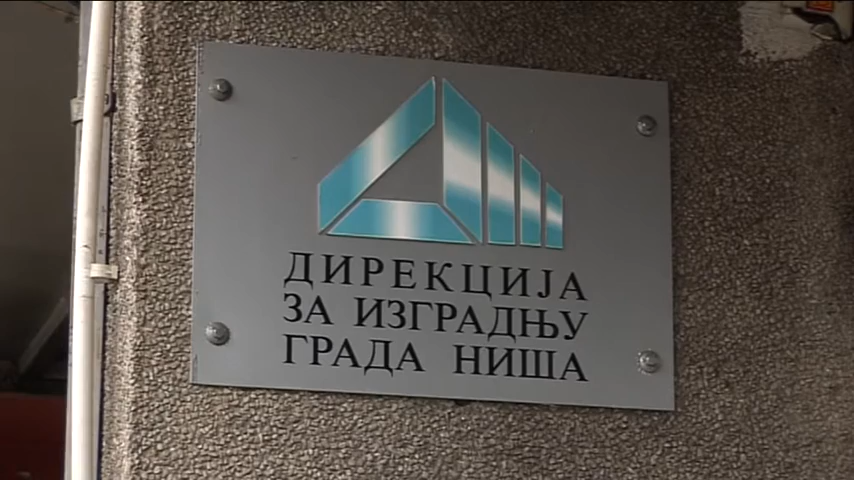 ДИРЕКЦИЈА
ЗА ИЗГРАДЊУ
ГРАДА НИША